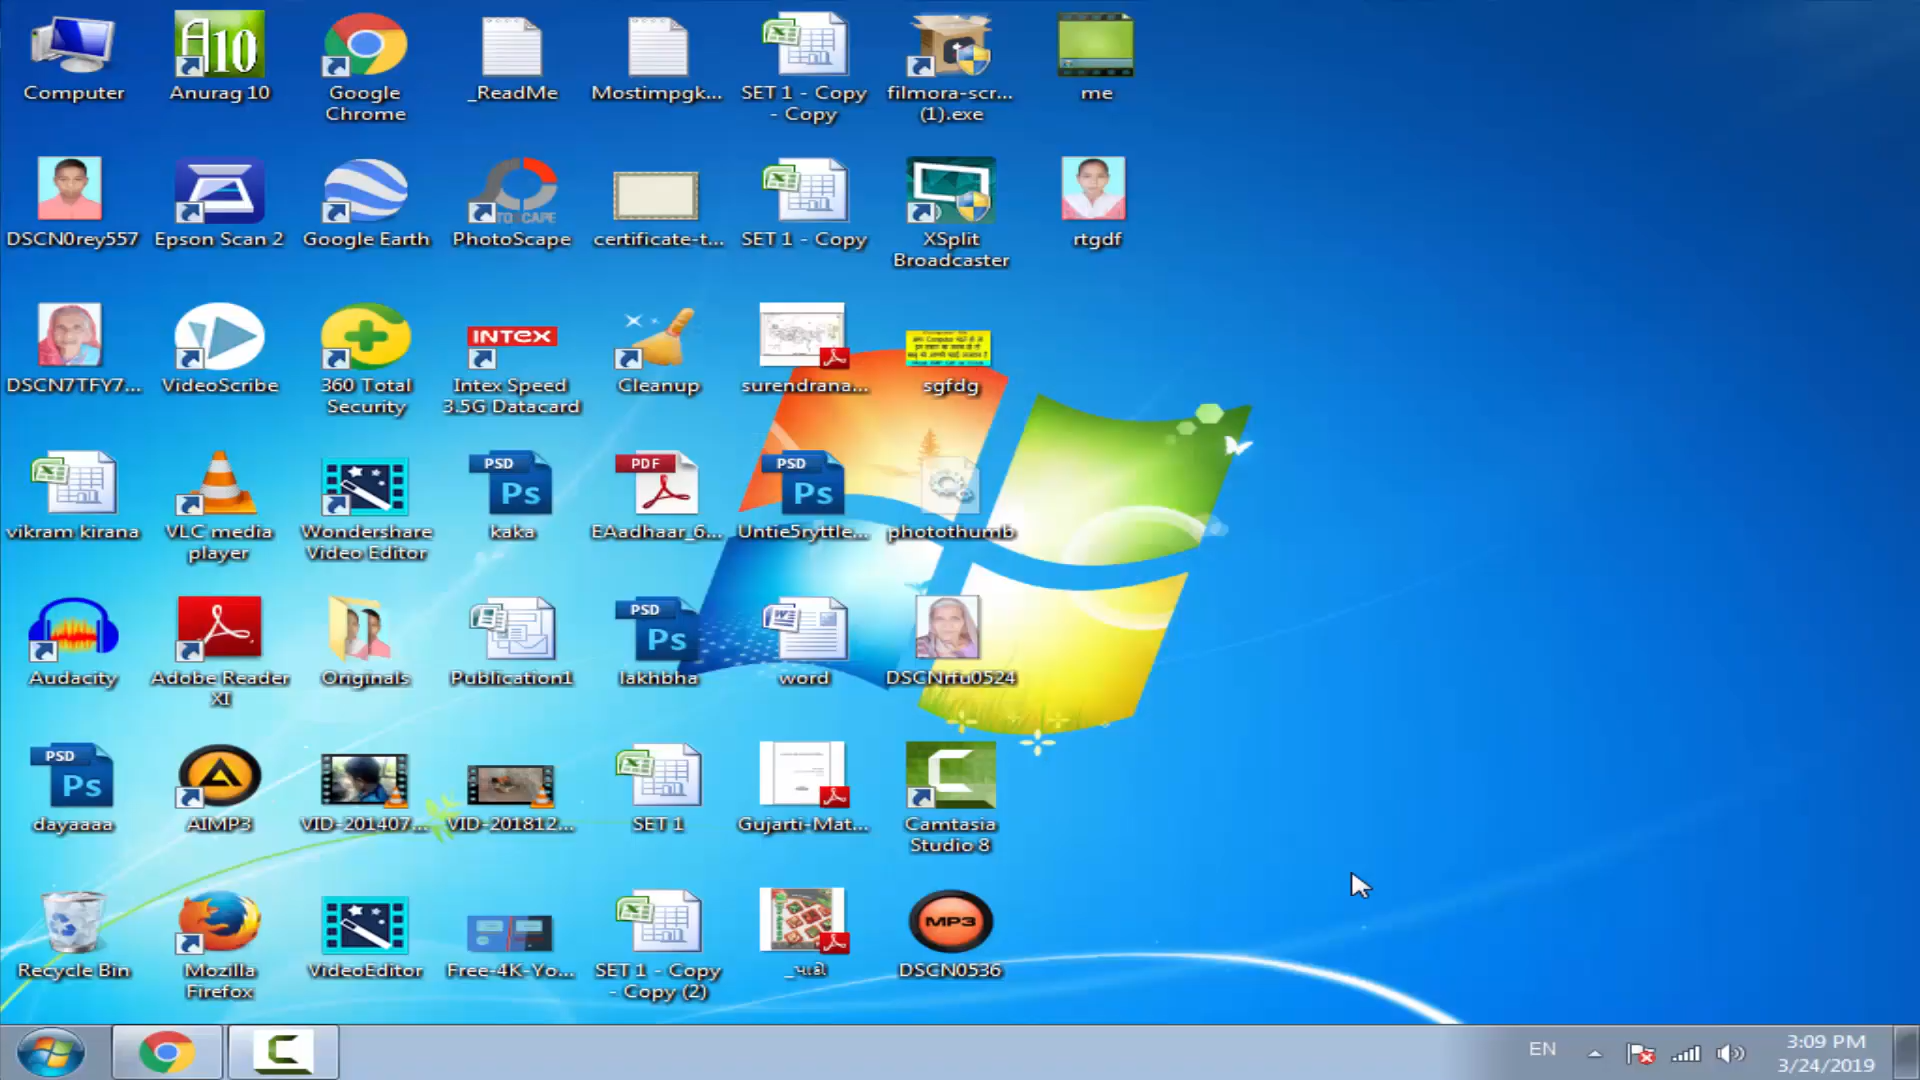 Computer
Anurag 10
Google
Chrome
_ReadMe
Mostimpgk...
SET 1 - Copy
- Copy
filmora-scr...
(1).exe
me
DSCN0rey557
Epson Scan 2
Google Earth
PhotoScape
certificate-t...
SET 1 - Copy
XSplit
Broadcaster
rtgdf
INTEX
DSCN7TFY7...
VideoScribe
360 Total
Security
Intex Speed
3.5G Datacard
Cleanup
surendrana...
sgfdg
PSD
Ps
PDF
PSD
Ps
vikram kirana
VLC media
player
Wondershare
Video Editor
kaka
EAadhaar_6...
Untie5ryttle...
photothumb
PSD
Ps
Audacity
Adobe Reader
XI
Originals
Publication1
lakhbha
word
DSCNrfu0524
PSD
Ps
dayaaaa
AIMP3
VID-201407...
VID-201812...
SET 1
Gujarti-Mat...
Camtasia
Studio 8
MP3
Recycle Bin
Mozilla
Firefox
VideoEditor
Free-4K-Yo...
SET 1 - Copy
- Copy (2)
DSCN0536
EN
3:09 PM
3/24/2019